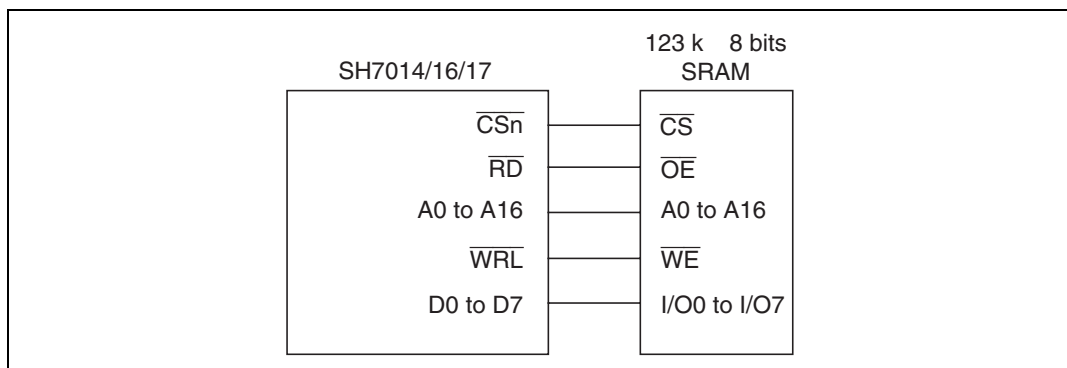 123 k 8 bits
SH7014/16/17 SRAM
CSn CS
RD OE
A0 to A16 A0 to A16
WRL WE
D0 to D7 I/O0 to I/O7